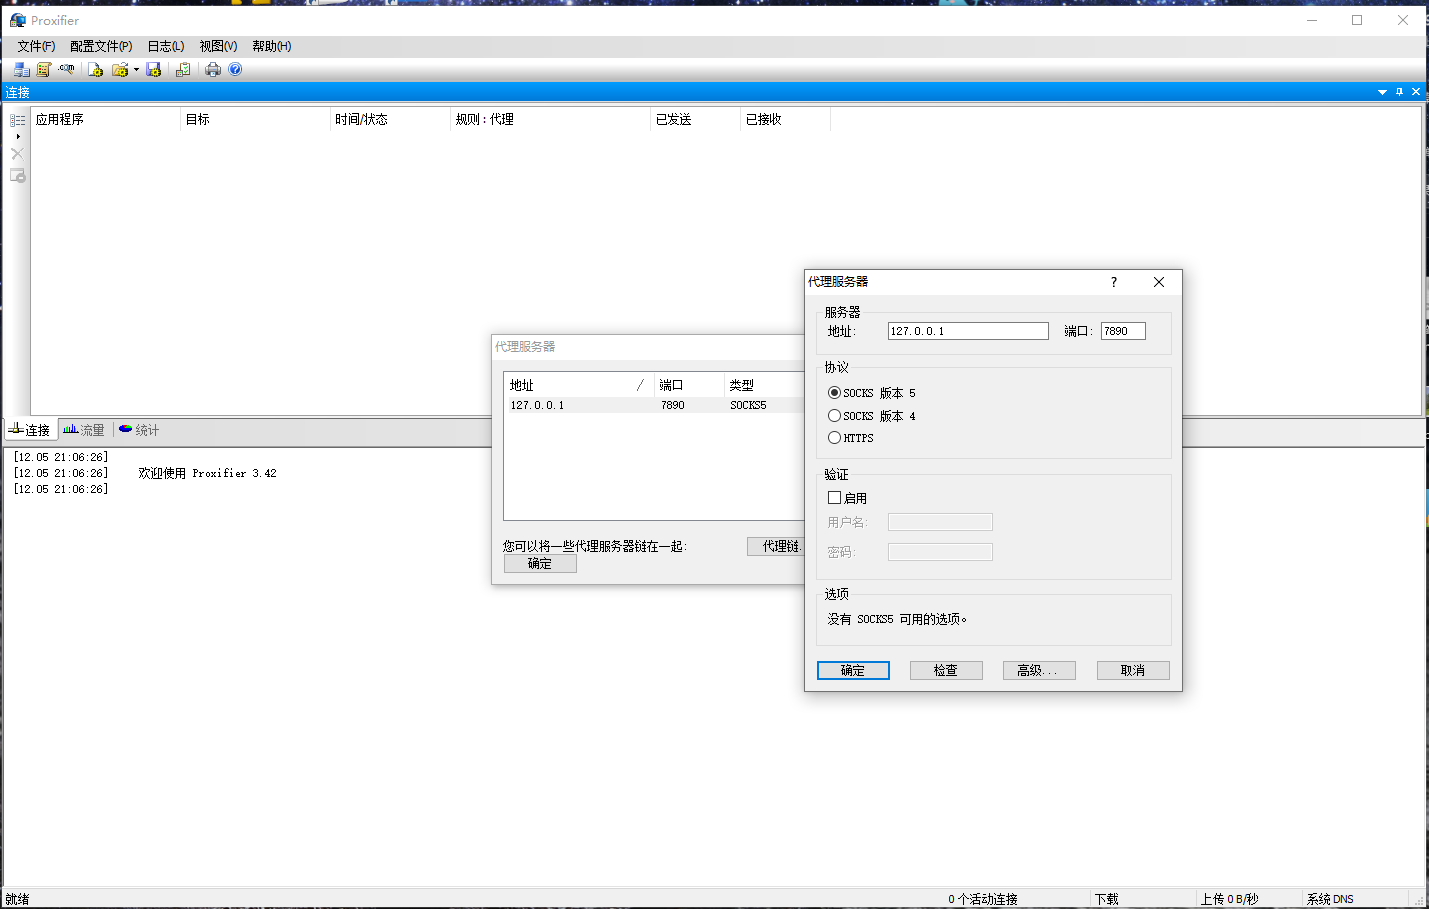 Proxifier
文件(F) 配置文件(P) 日志(L) 视图(V) 帮助(H)
.com
连接
应用程序 目标 时间/状态 规则 : 代理 已发送 已接收
代理服务器
地址 端口 类型
127.0.0.1 7890 SOCKS5
您可以将一些代理服务器链在一起:
代理链.
确定
代理服务器
服务器
地址: 127.0.0.1 端口: 7890
协议
SOCKS 版本 5
SOCKS 版本 4
HTTPS
验证
启用
用户名:
密码:
选项
没有 SOCKS5 可用的选项。
确定 检查 高级... 取消
连接 流量 统计
[12.05 21:06:26]
[12.05 21:06:26] 欢迎使用 Proxifier 3.42
[12.05 21:06:26]
就绪 0 个活动连接 下载 上传 0 B/秒 系统 DNS